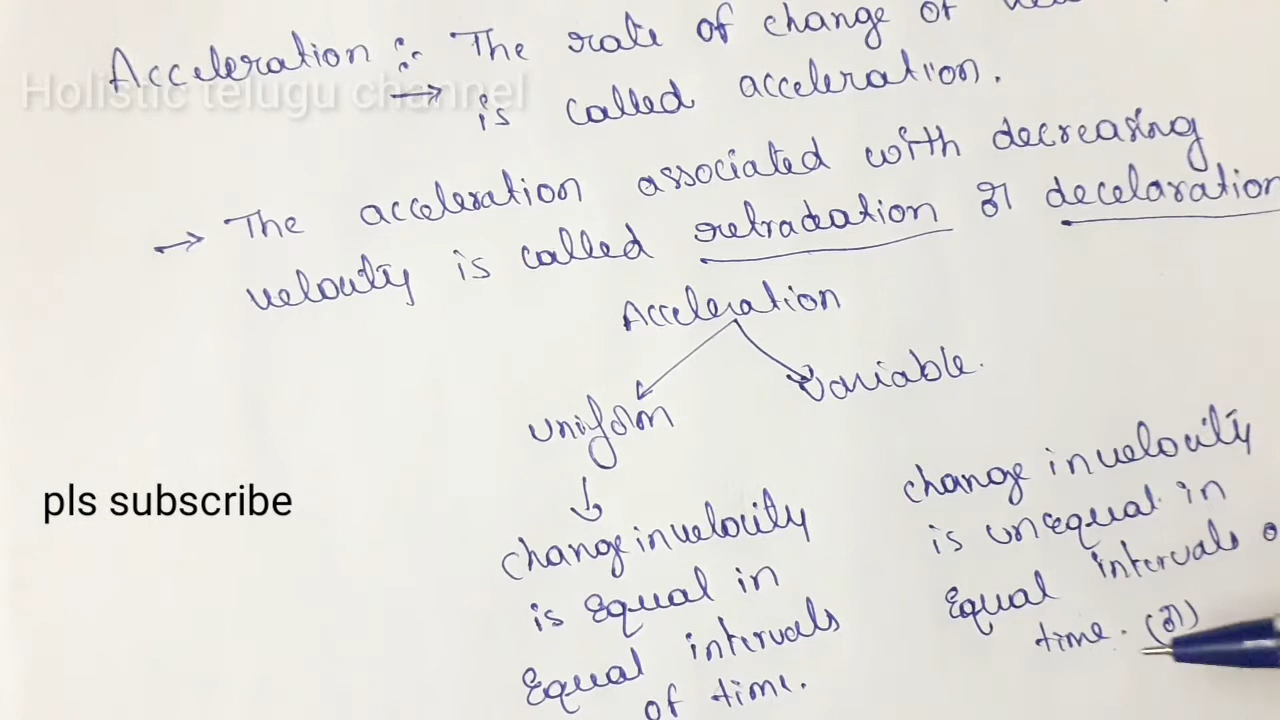 Acceleration :- The rate of change of
Holistic telugu channel
→ is called acceleration.
→ The acceleration associated with decreasing
velocity is called retradation or decelaration
Acceleration
Uniform
Variable.
pls subscribe
change in velocity
is Equal in
Equal intervals
of time.
change in velocity
is unequal in
Equal intervals o
time. (or)